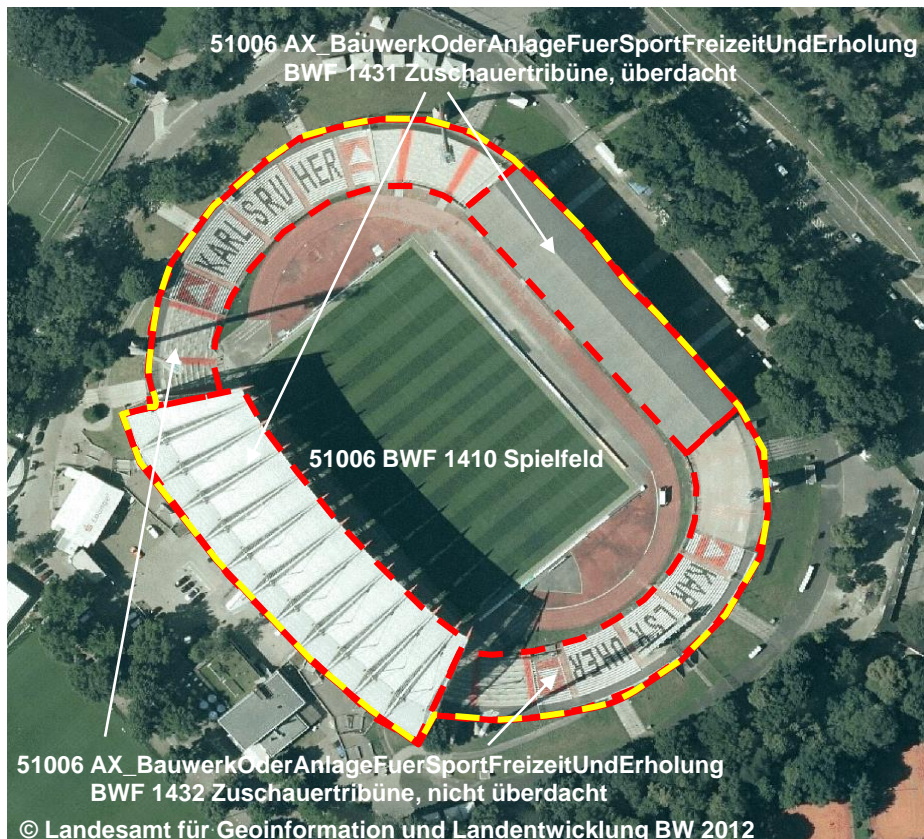 51006 AX_BauwerkOderAnlageFuerSportFreizeitUndErholung
BWF 1431 Zuschauertribüne, überdacht
KARLSRUHER
51006 BWF 1410 Spielfeld
KARLSRUHER
51006 AX_BauwerkOderAnlageFuerSportFreizeitUndErholung
BWF 1432 Zuschauertribüne, nicht überdacht
© Landesamt für Geoinformation und Landentwicklung BW 2012